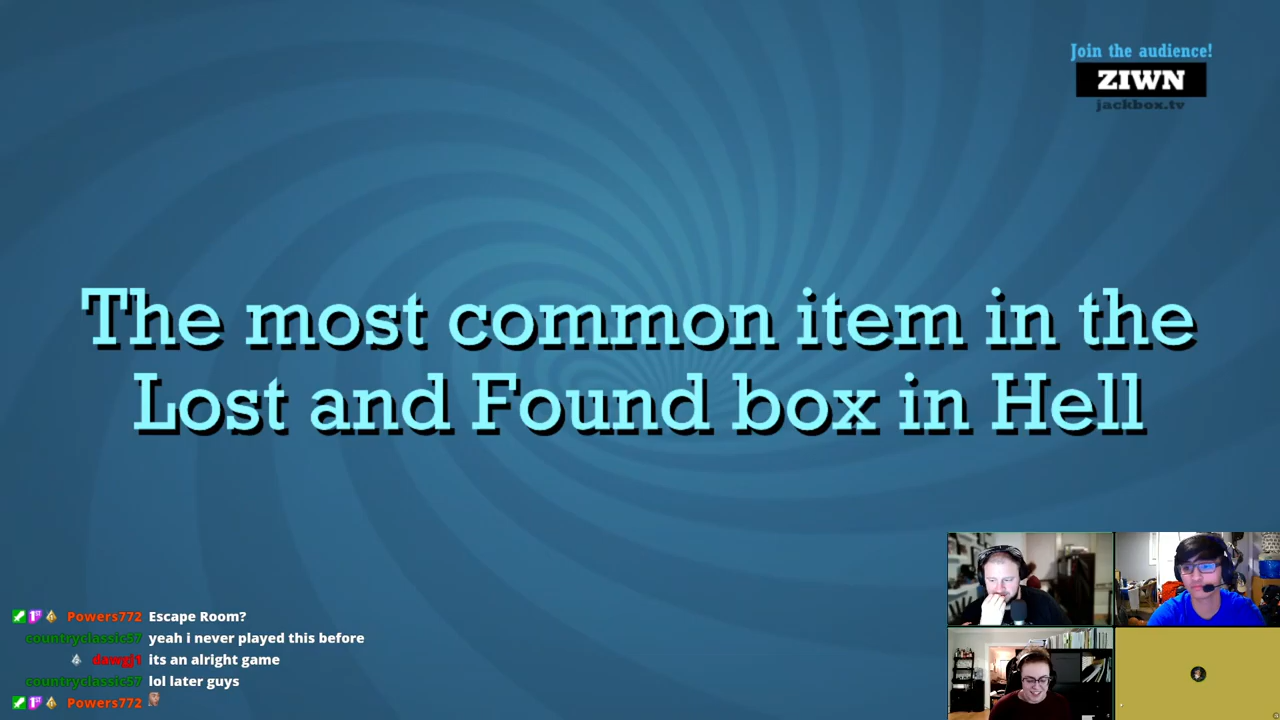 Join the audience!
ZIWN
jackbox.tv
The most common item in the
Lost and Found box in Hell
Powers772 Escape Room?
countryclassic57 yeah i never played this before
dawgj1 its an alright game
countryclassic57 lol later guys
Powers772